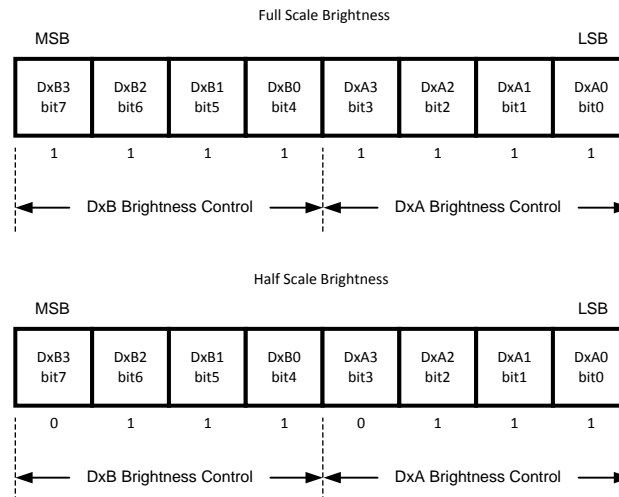 Full Scale Brightness
MSB LSB
DxB3 DxB2 DxB1 DxB0 DxA3 DxA2 DxA1 DxA0
bit7 bit6 bit5 bit4 bit3 bit2 bit1 bit0
1 1 1 1 1 1 1 1
DxB Brightness Control DxA Brightness Control
Half Scale Brightness
MSB LSB
DxB3 DxB2 DxB1 DxB0 DxA3 DxA2 DxA1 DxA0
bit7 bit6 bit5 bit4 bit3 bit2 bit1 bit0
0 1 1 1 0 1 1 1
DxB Brightness Control DxA Brightness Control